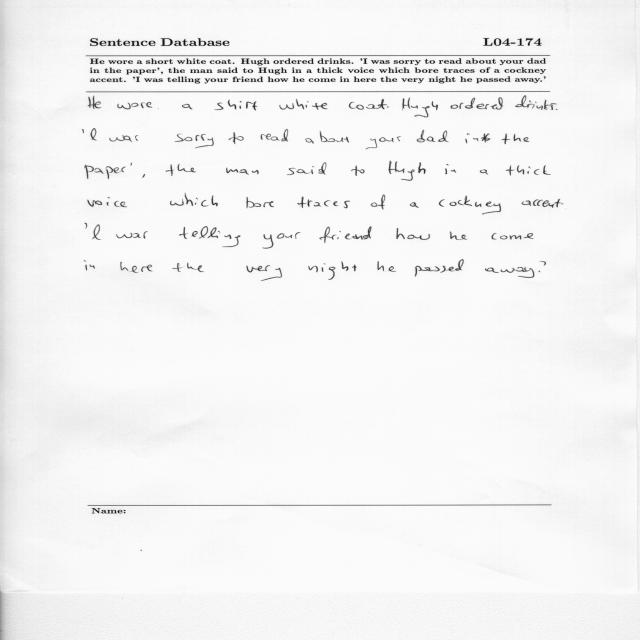 Sentence Database L04-174
He wore a short white coat. Hugh ordered drinks. 'I was sorry to read about your dad
in the paper', the man said to Hugh in a thick voice which bore traces of a cockney
accent. 'I was telling your friend how he come in here the very night he passed away.'
He wore a shirt white coat. Hugh ordered drinks.
'I was sorry to read about your dad in the
paper', the man said to Hugh in a thick
voice which bore traces of a cockney accent.
'I was telling your friend how he come
in here the very night he passed away.'
Name: